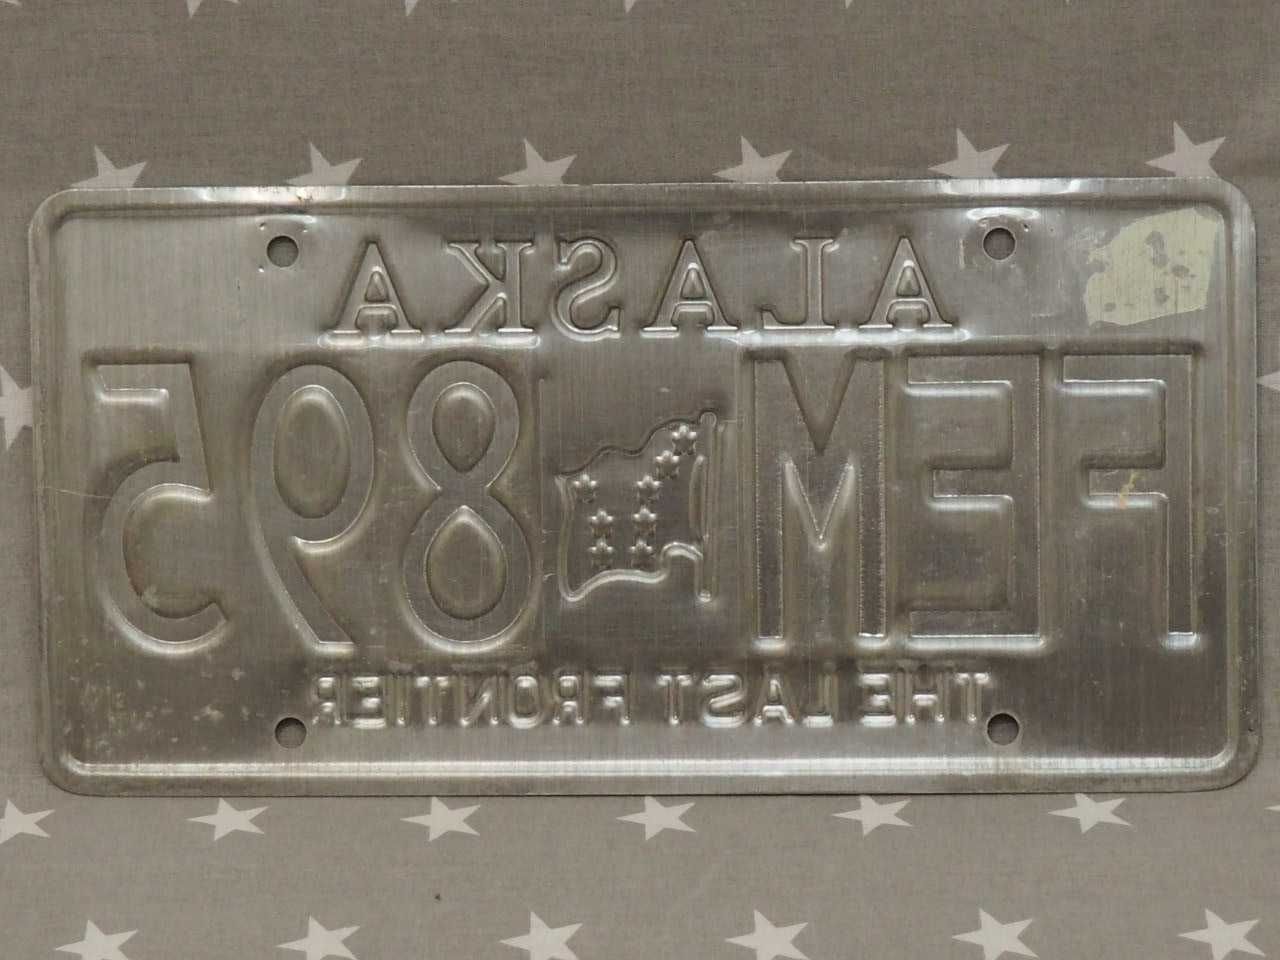 ALASKA
FEM 895
THE LAST FRONTIER